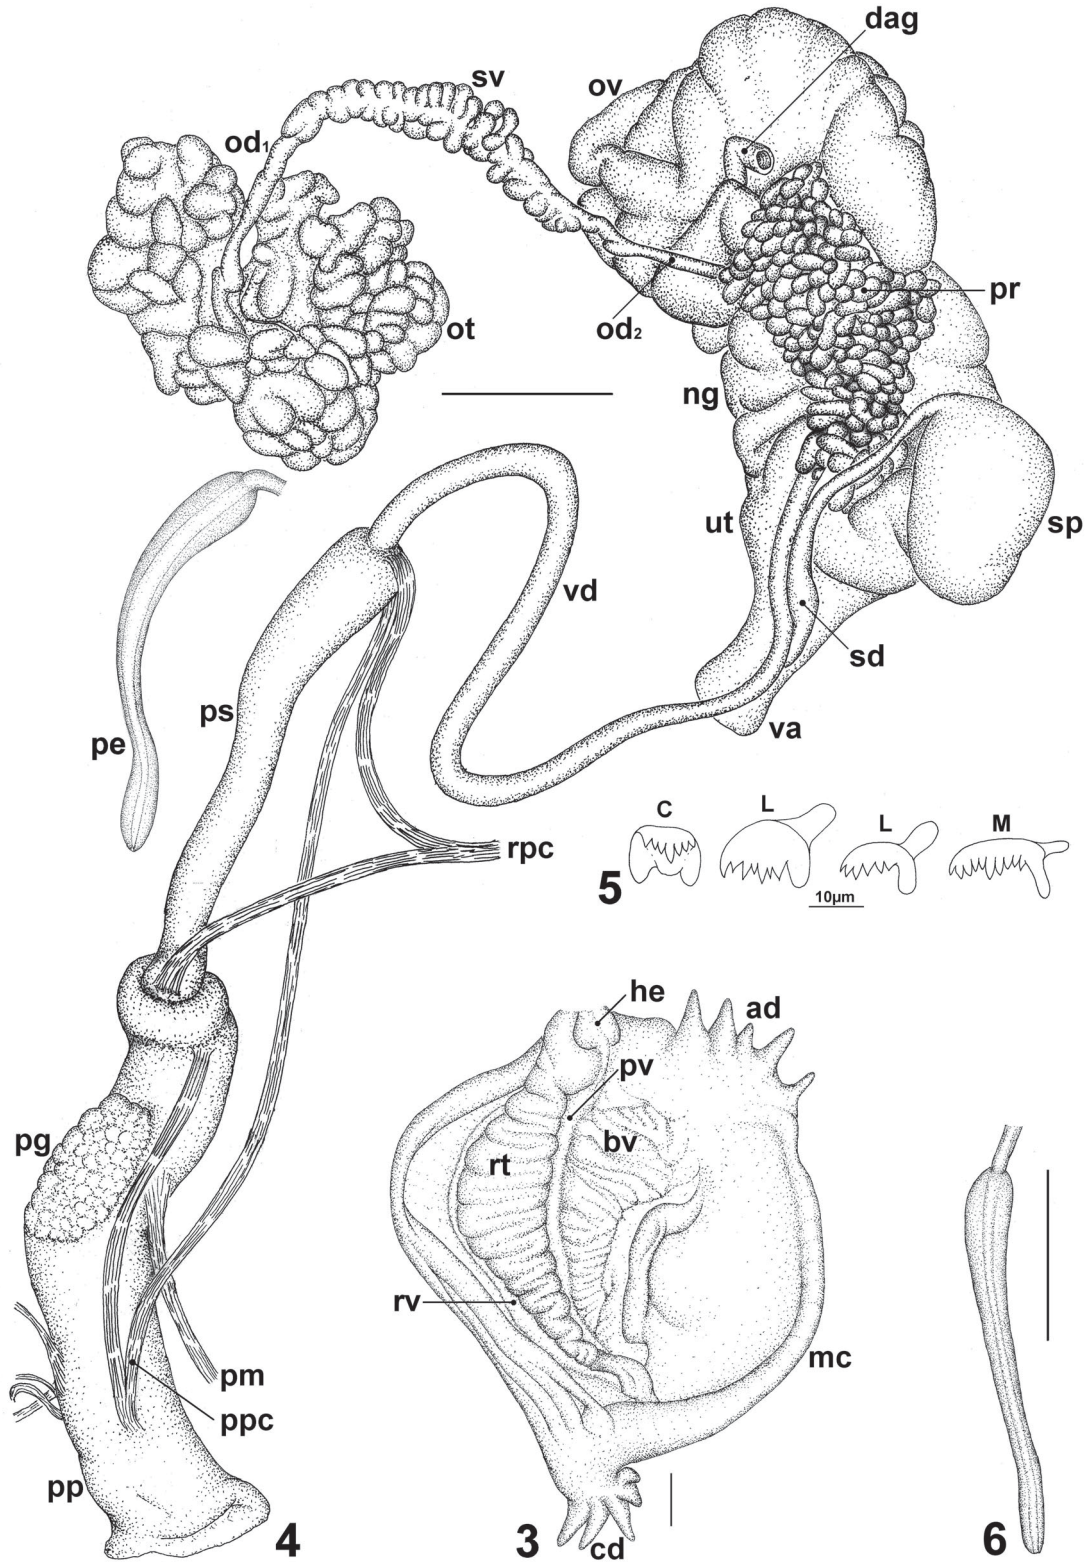 dag
sv
ov
od1
pr
ot
od2
ng
ut
sp
vd
sd
ps
va
pe
C
L
L
M
rpc
5
10µm
he
ad
pv
pg
bv
rt
rv
mc
pm
ppc
pp
4
3
cd
6